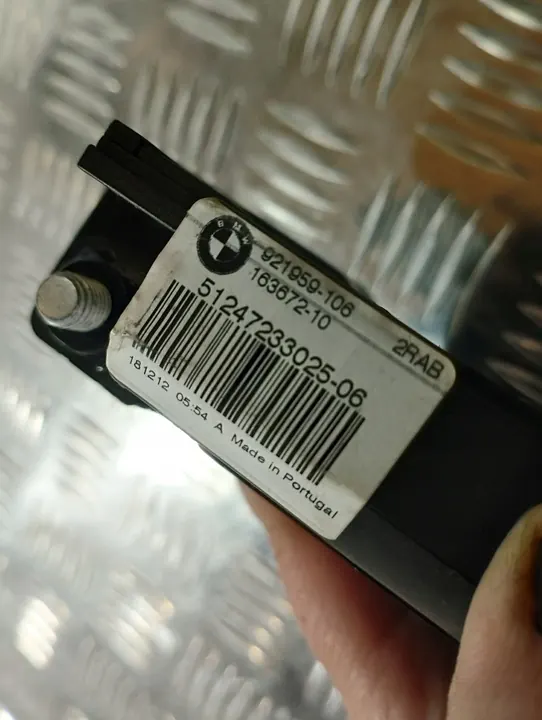 BMW
921959-106
163672-10
2RAB
51247233025-06
181212 05:54 A Made in Portugal